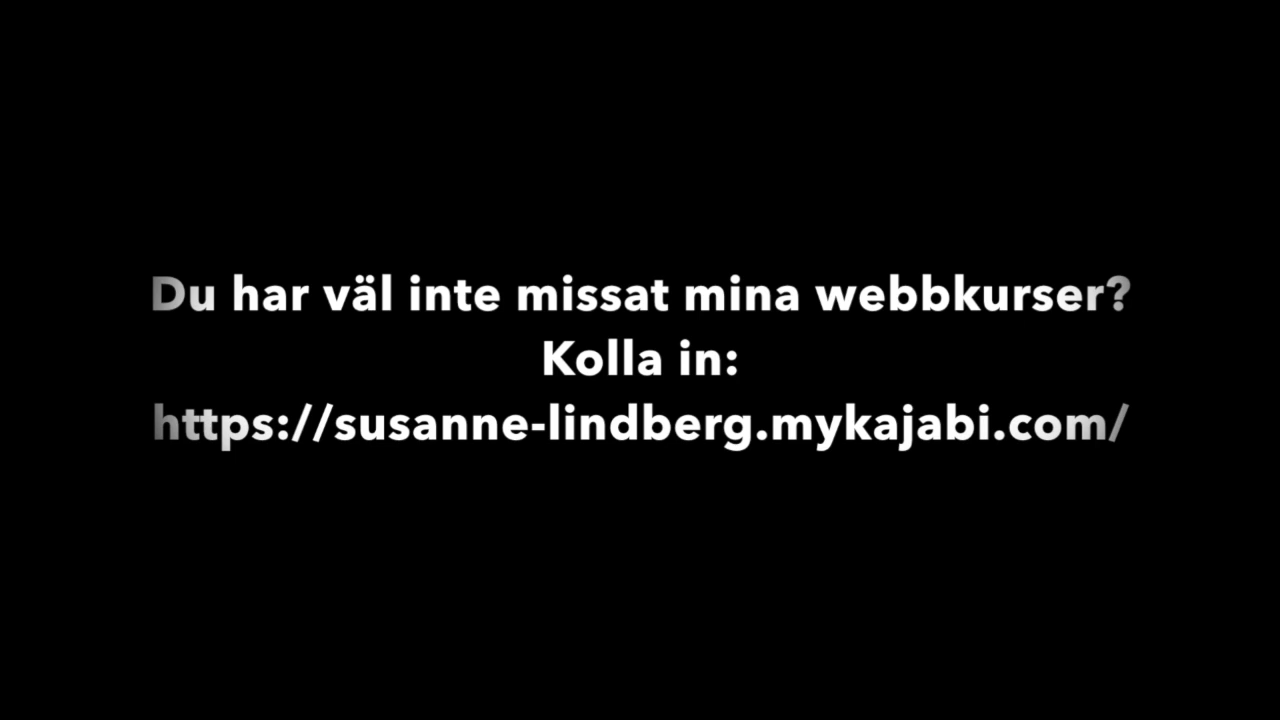 Du har väl inte missat mina webbkurser?
Kolla in:
https://susanne-lindberg.mykajabi.com/